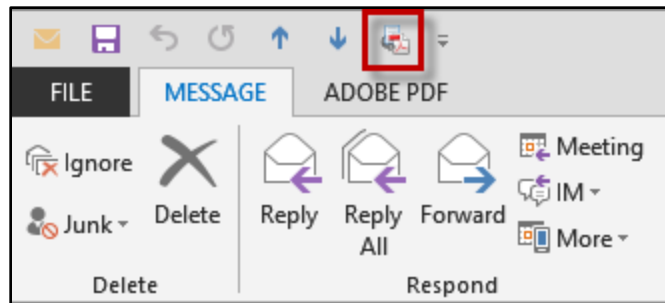 FILE MESSAGE ADOBE PDF
Ignore
Junk
Delete
Reply
Reply
All
Forward
Meeting
IM
More
Delete Respond